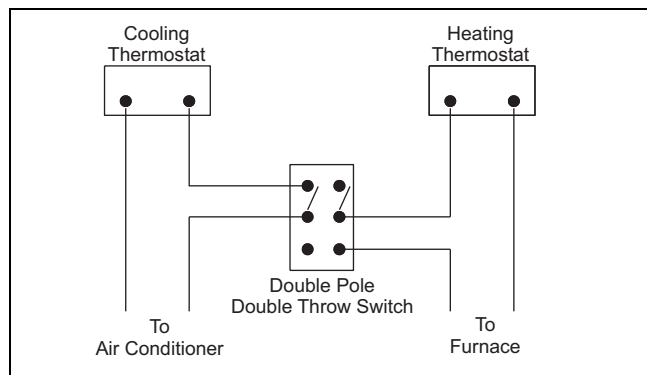 Cooling
Thermostat
Heating
Thermostat
Double Pole
Double Throw Switch
To
Air Conditioner
To
Furnace